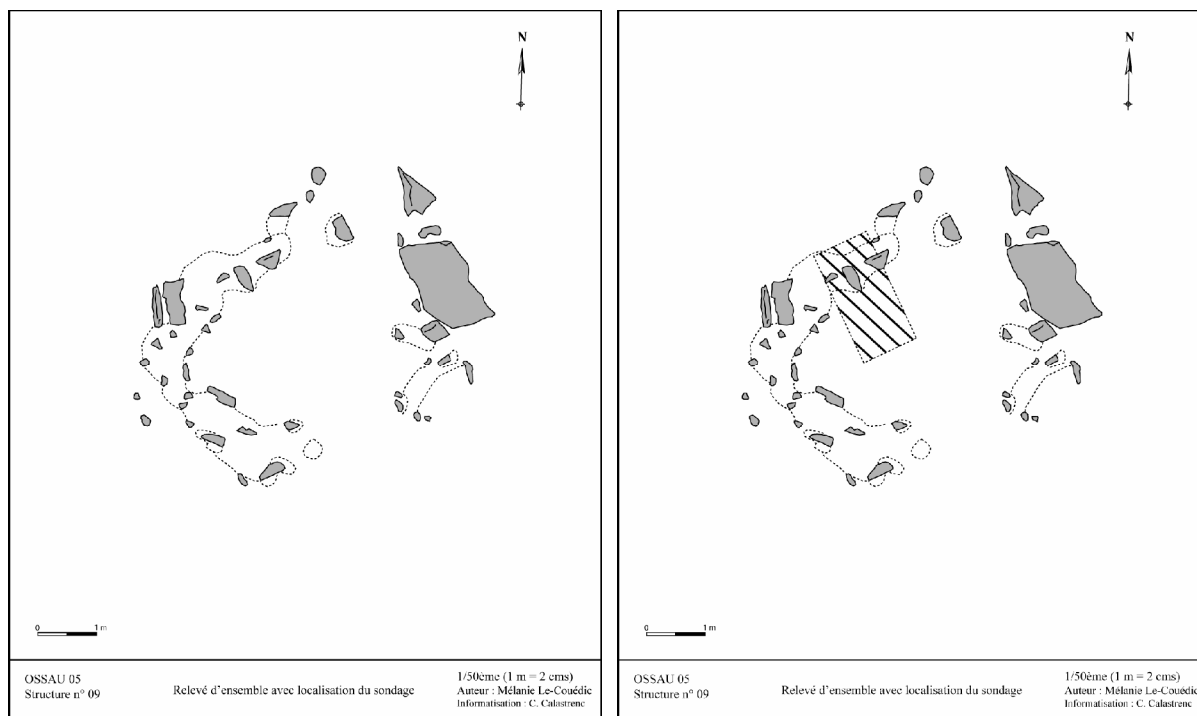 N
0 1 m
OSSAU 05
Structure n° 09
Relevé d'ensemble avec localisation du sondage
1/50ème (1 m = 2 cms)
Auteur : Mélanie Le-Couédic
Informatisation : C. Calastrenc
N
0 1 m
OSSAU 05
Structure n° 09
Relevé d'ensemble avec localisation du sondage
1/50ème (1 m = 2 cms)
Auteur : Mélanie Le-Couédic
Informatisation : C. Calastrenc